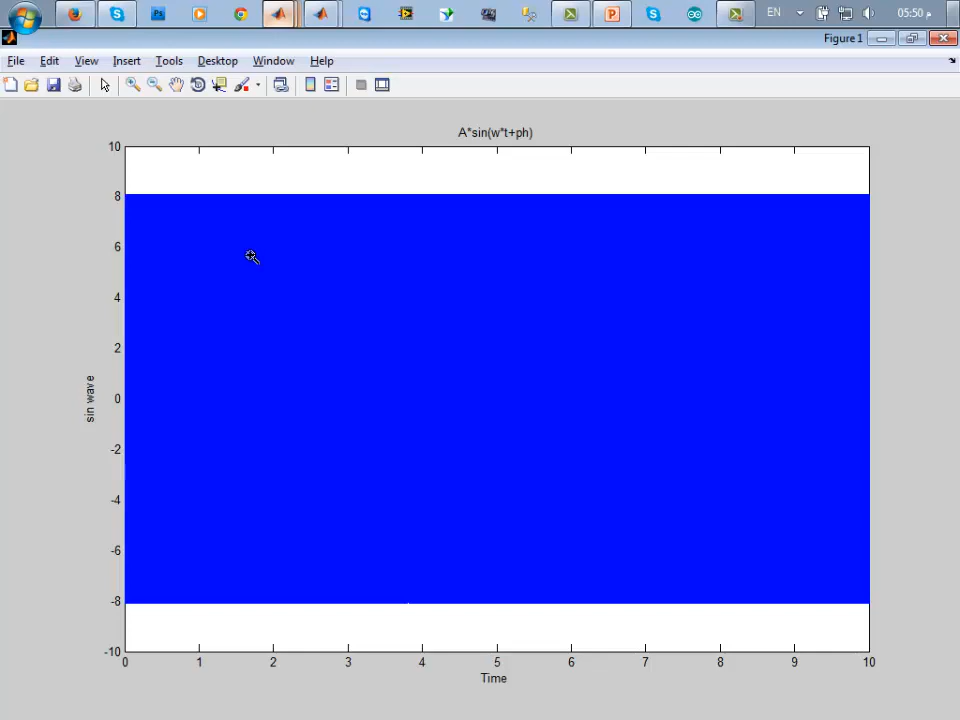 EN
05:50 م
Figure 1
File Edit View Insert Tools Desktop Window Help
A*sin(w*t+ph)
10
8
6
4
2
0
-2
-4
-6
-8
-10
sin wave
0 1 2 3 4 5 6 7 8 9 10
Time